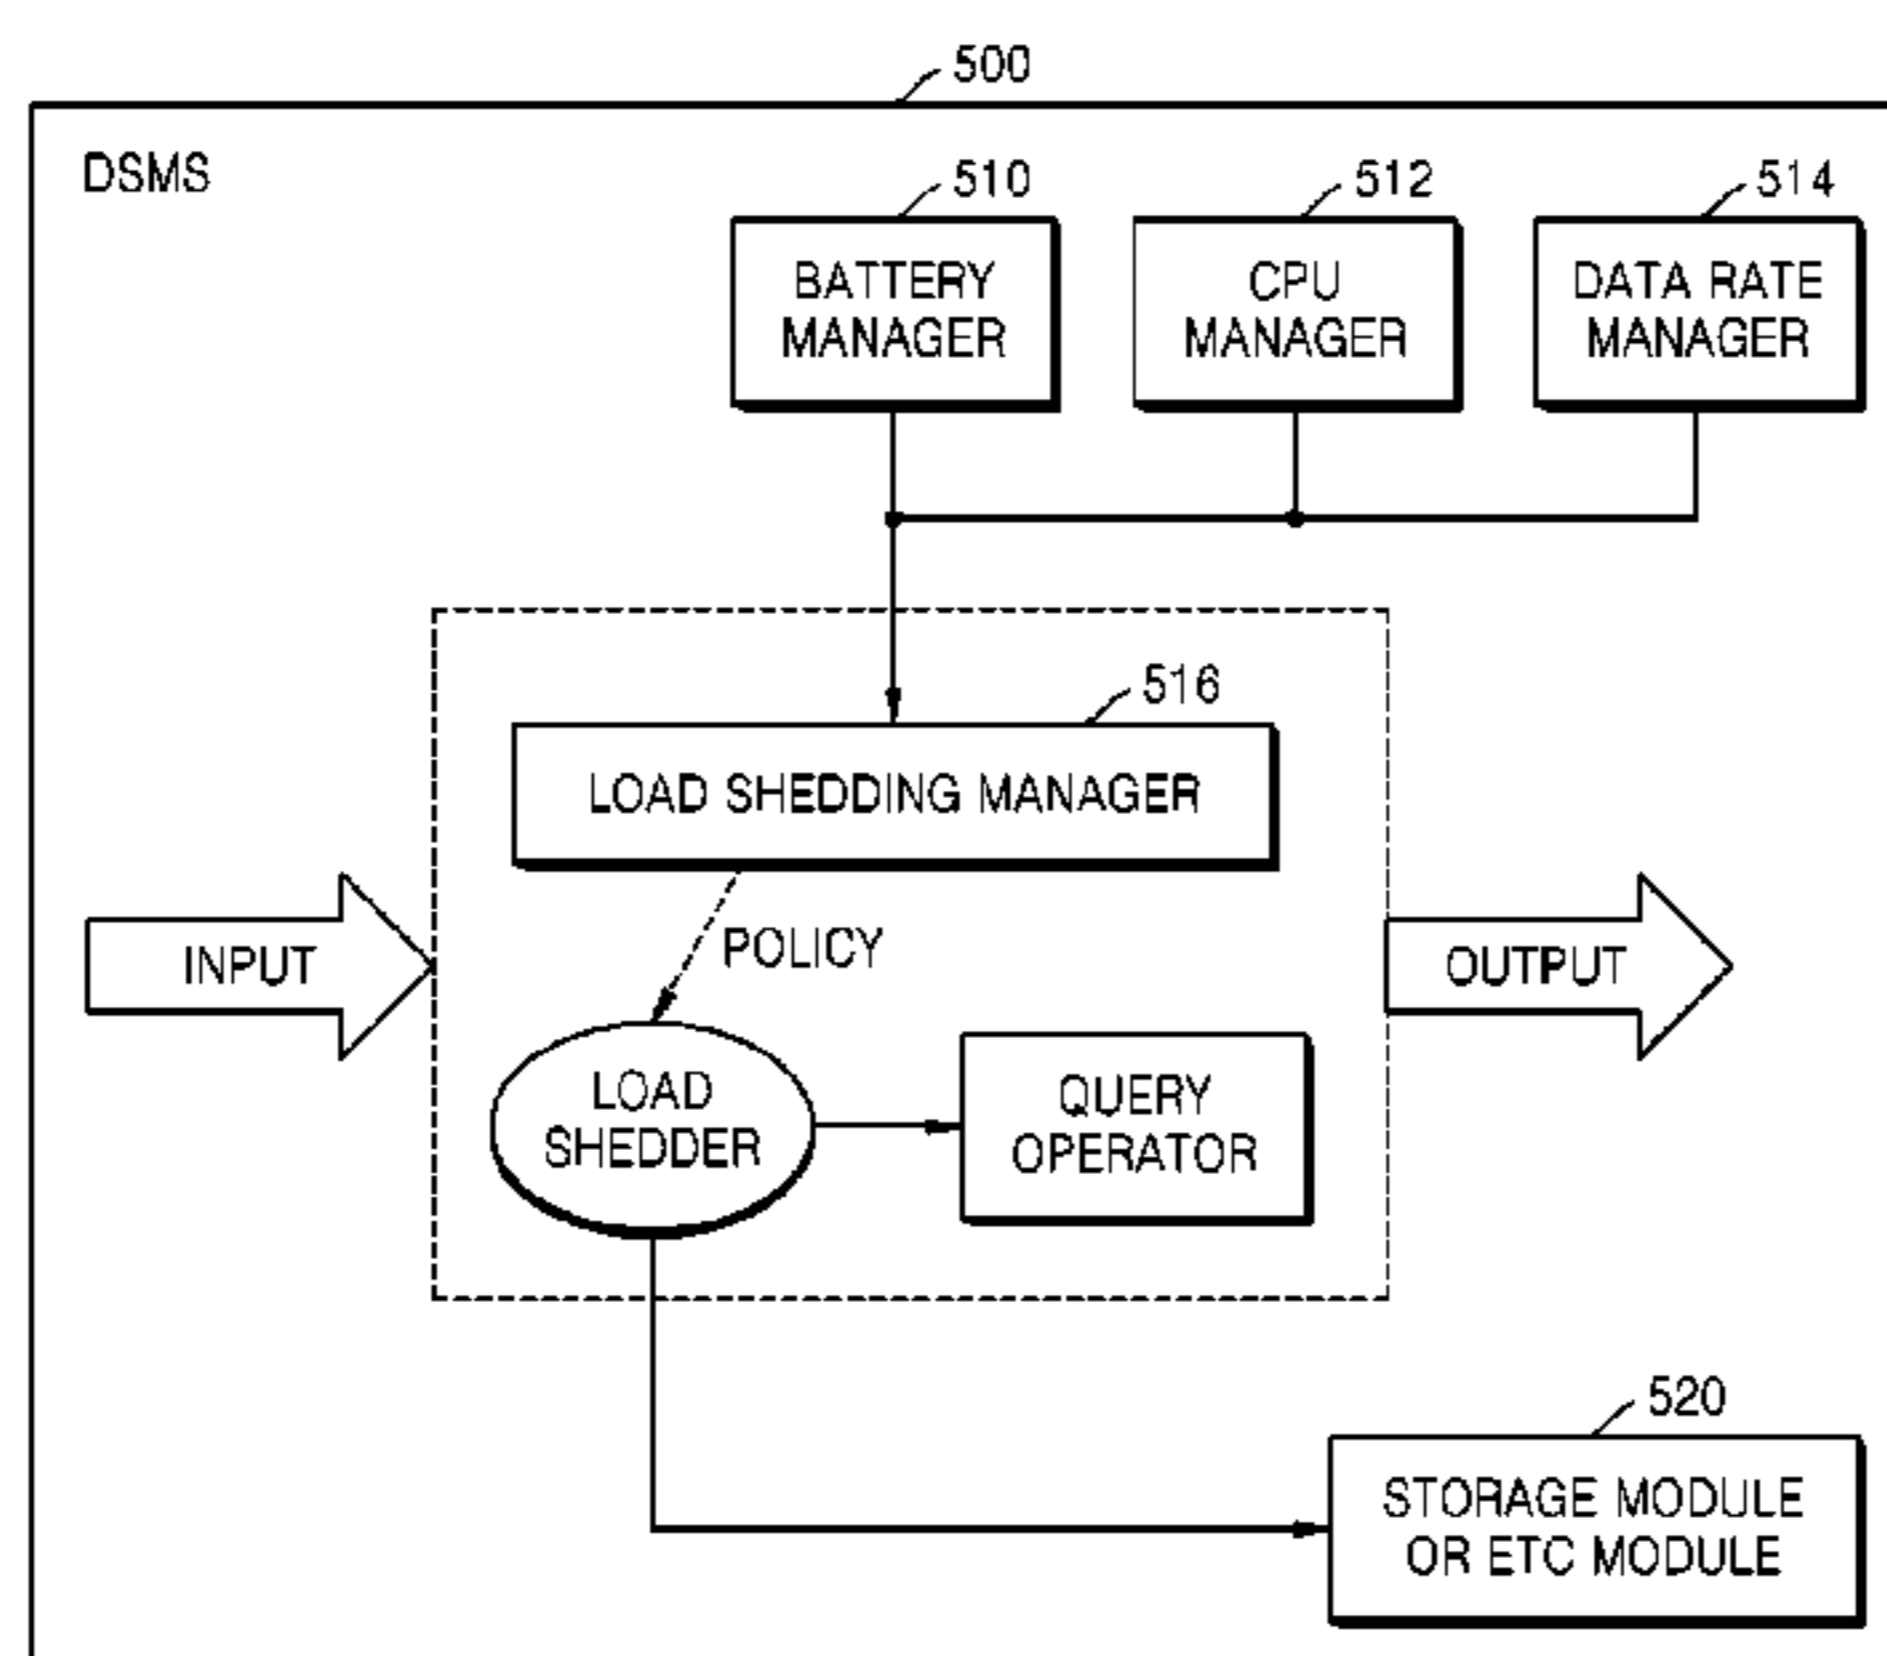 500
DSMS
510
512
514
BATTERY
MANAGER
CPU
MANAGER
DATA RATE
MANAGER
516
LOAD SHEDDING MANAGER
POLICY
INPUT
OUTPUT
LOAD
SHEDDER
QUERY
OPERATOR
520
STORAGE MODULE
OR ETC MODULE